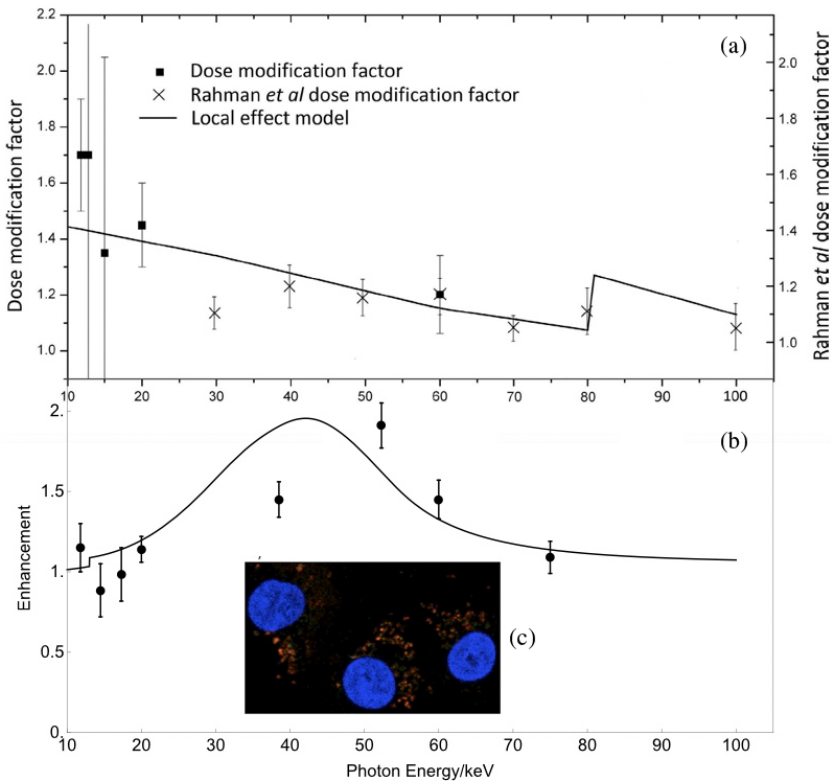 2.2
2.0
1.8
1.6
1.4
1.2
1.0
Dose modification factor
(a)
Dose modification factor
Rahman et al dose modification factor
Local effect model
2.0
1.8
1.6
1.4
1.2
1.0
Rahman et al dose modification factor
10 20 30 40 50 60 70 80 90 100
2.
1.5
1.
0.5
0.
Enhancement
(b)
(c)
10 20 30 40 50 60 70 80 90 100
Photon Energy/keV